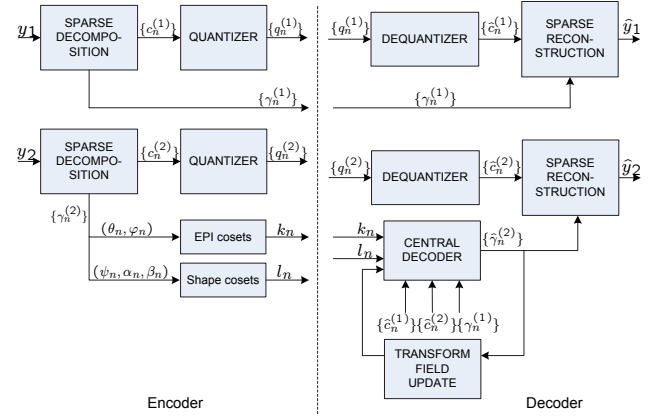 y₁
SPARSE
DECOMPO-
SITION
{c_n^{(1)}}
QUANTIZER
{q_n^{(1)}}
{γ_n^{(1)}}
y₂
SPARSE
DECOMPO-
SITION
{c_n^{(2)}}
QUANTIZER
{q_n^{(2)}}
{γ_n^{(2)}}
(θ_n, φ_n)
EPI cosets
k_n
(ψ_n, α_n, β_n)
Shape cosets
l_n
Encoder
{q_n^{(1)}}
DEQUANTIZER
{ĉ_n^{(1)}}
SPARSE
RECON-
STRUCTION
ŷ₁
{γ_n^{(1)}}
{q_n^{(2)}}
DEQUANTIZER
{ĉ_n^{(2)}}
SPARSE
RECON-
STRUCTION
ŷ₂
k_n
l_n
CENTRAL
DECODER
{γ̂_n^{(2)}}
{ĉ_n^{(1)}}{ĉ_n^{(2)}}{γ_n^{(1)}}
TRANSFORM
FIELD
UPDATE
Decoder